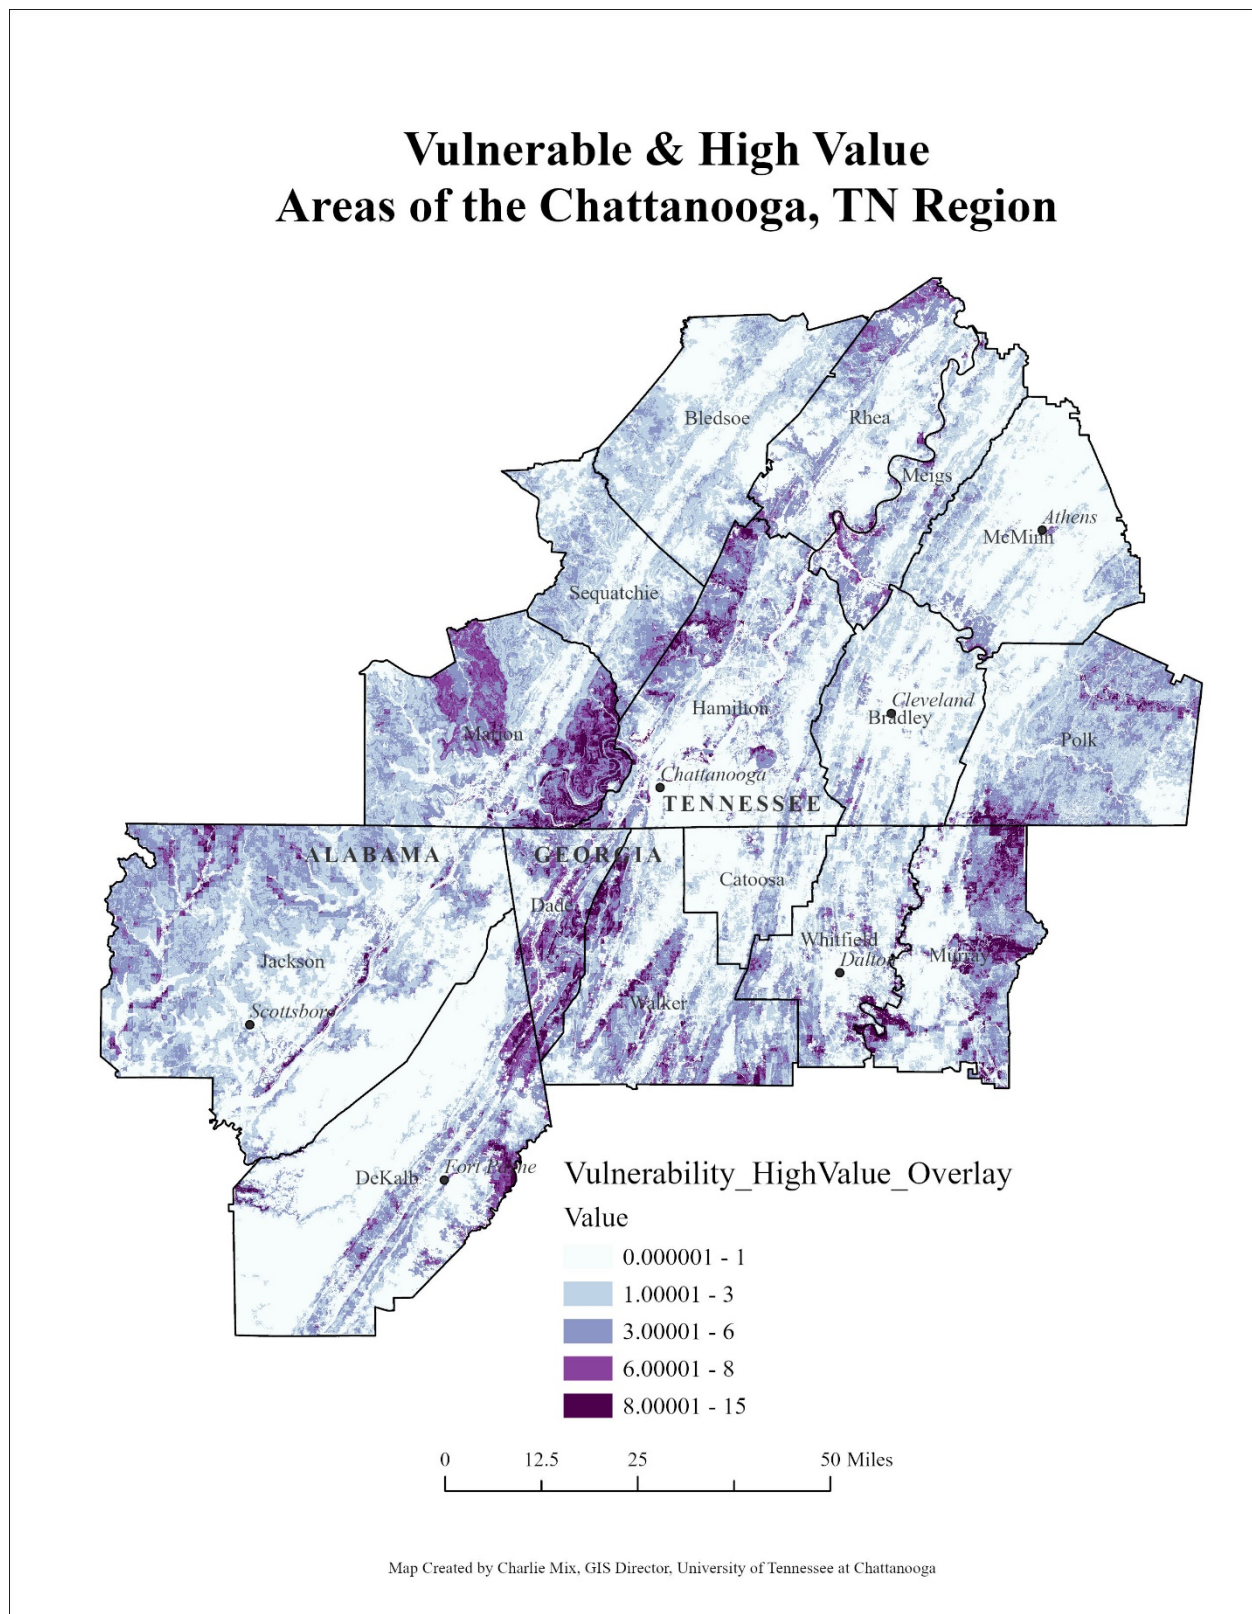 Vulnerable & High Value
Areas of the Chattanooga, TN Region
Bledsoe
Rhea
Meigs
Athens
McMinn
Sequatchie
Hamilton
Cleveland
Bradley
Marion
Polk
Chattanooga
TENNESSEE
ALABAMA
GEORGIA
Catoosa
Dade
Whitfield
Dalton
Murray
Jackson
Walker
Scottsboro
DeKalb
Fort Payne
Vulnerability_HighValue_Overlay
Value
0.000001 - 1
1.00001 - 3
3.00001 - 6
6.00001 - 8
8.00001 - 15
0 12.5 25 50 Miles
Map Created by Charlie Mix, GIS Director, University of Tennessee at Chattanooga